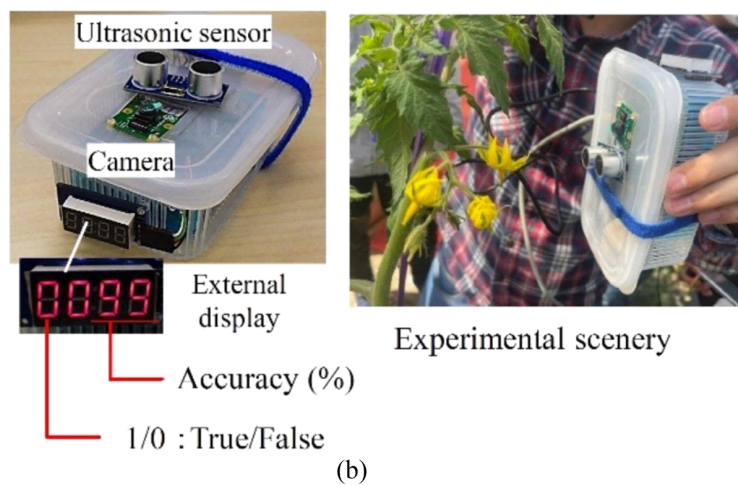 Ultrasonic sensor
Camera
0099
External
display
Experimental scenery
Accuracy (%)
1/0 : True/False
(b)